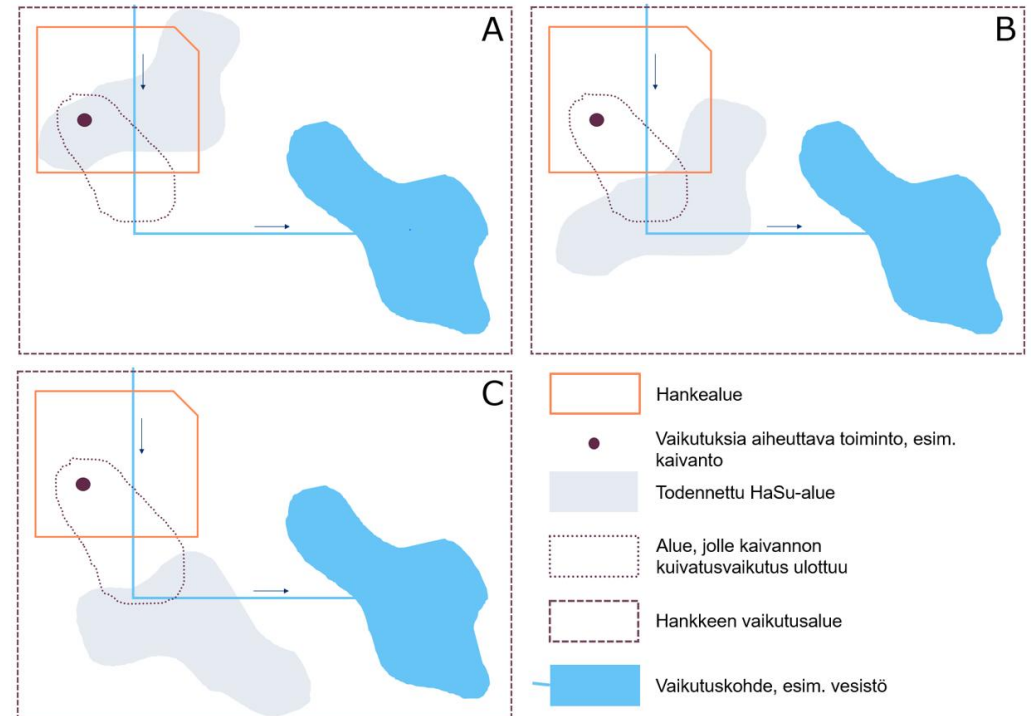 A
B
C
Hankealue
Vaikutuksia aiheuttava toiminto, esim.
kaivanto
Todennettu HaSu-alue
Alue, jolle kaivannon
kuivatusvaikutus ulottuu
Hankkeen vaikutusalue
Vaikutuskohde, esim. vesistö